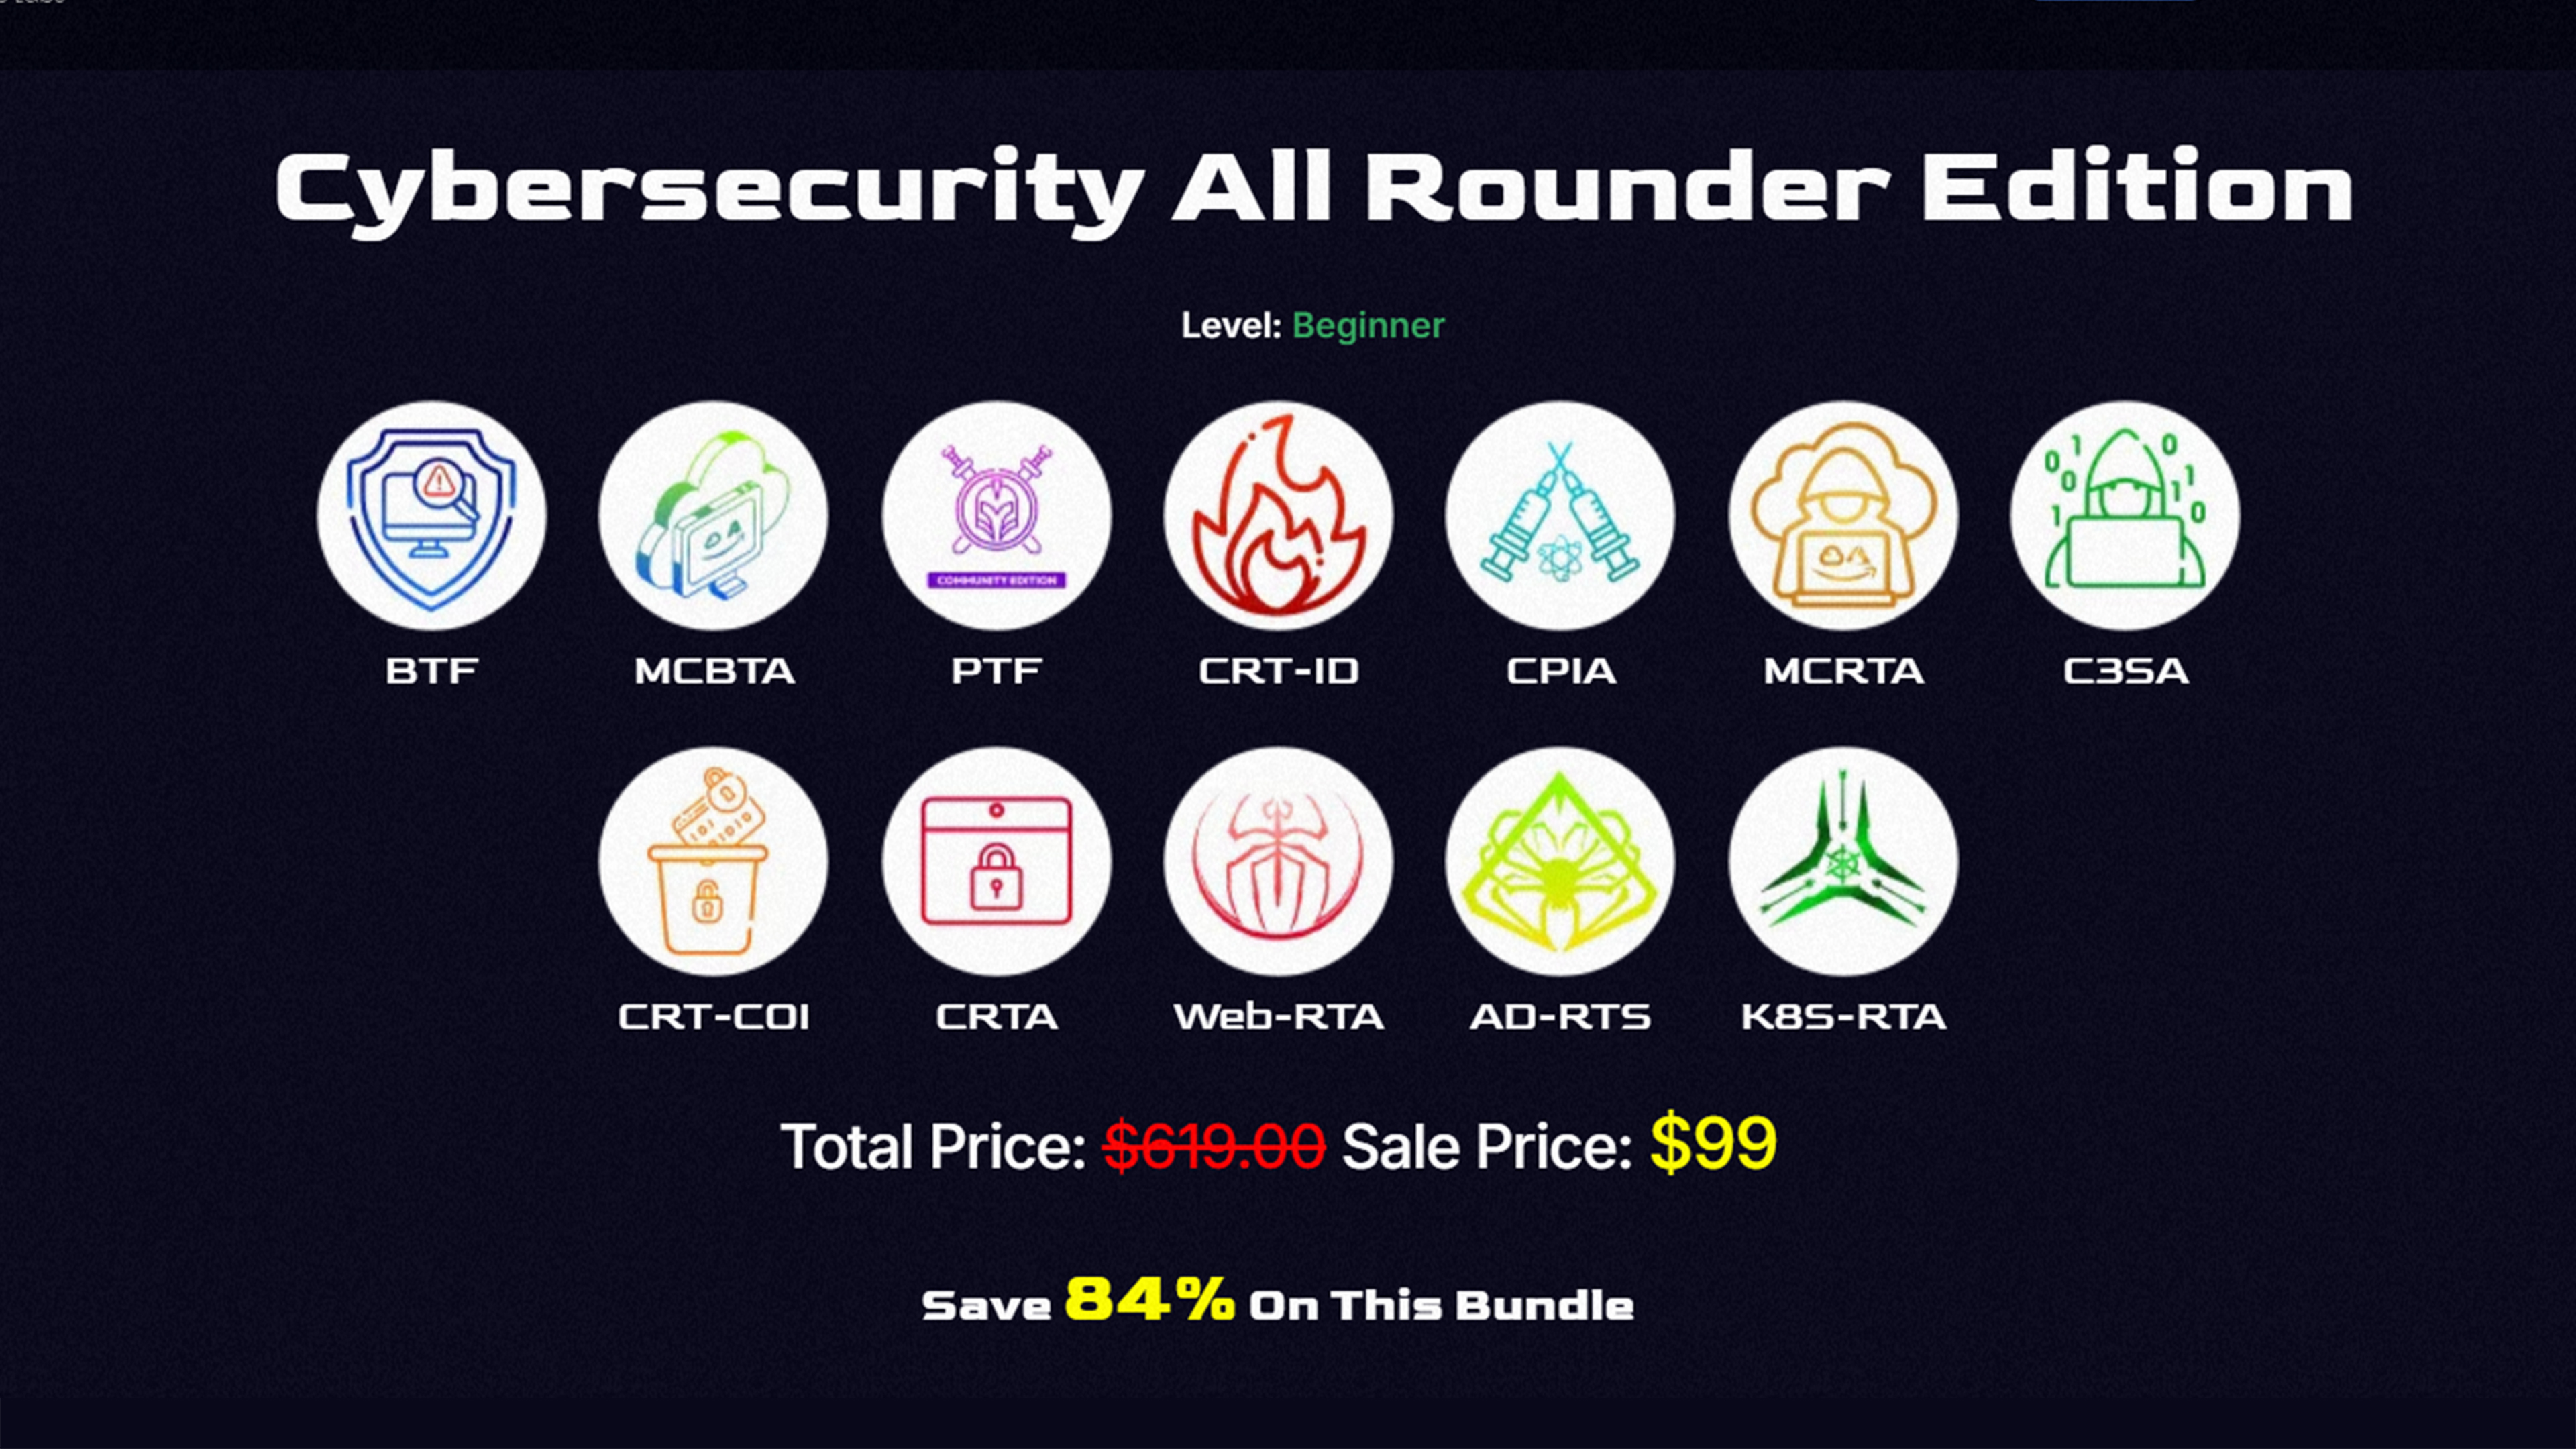 Cybersecurity All Rounder Edition
Level: Beginner
COMMUNITY EDITION
BTF MCBTA PTF CRT-ID CPIA MCRTA C3SA
CRT-COI CRTA Web-RTA AD-RTS K8S-RTA
Total Price: $619.00 Sale Price: $99
Save 84% On This Bundle